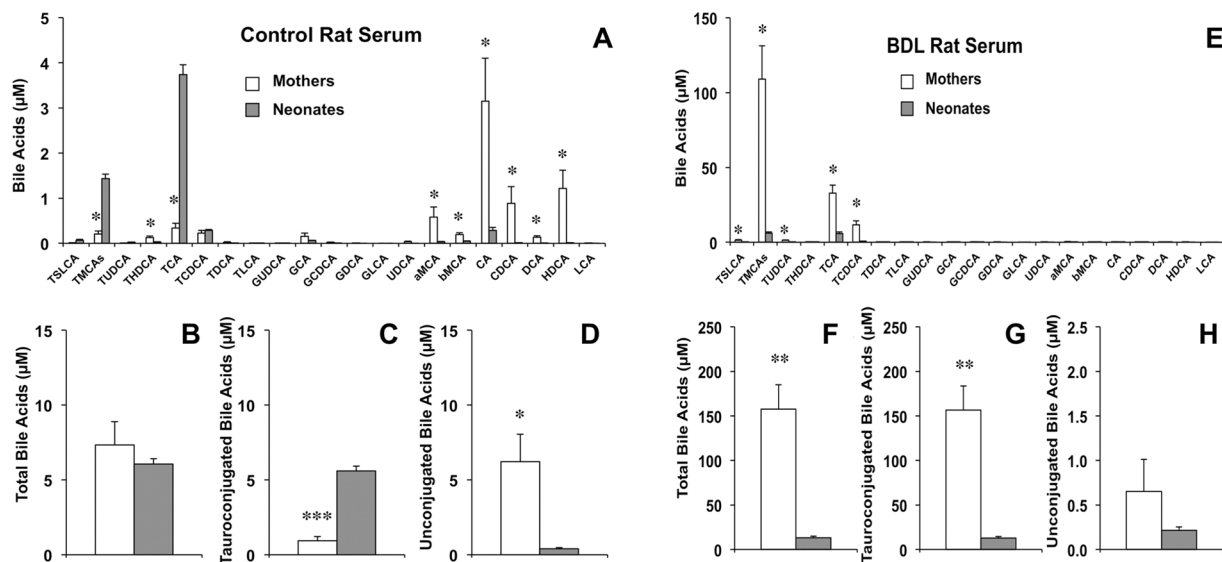 Control Rat Serum
A
Mothers
Neonates
Bile Acids (µM)
5
4
3
2
1
0
*
*
*
*
*
*
*
*
*
TSLCA
TMCAs
TUDCA
THDCA
TCA
TCDCA
TDCA
TLCA
GUDCA
GCA
GCDCA
GDCA
GLCA
UDCA
aMCA
bMCA
CA
CDCA
DCA
HDCA
LCA
BDL Rat Serum
E
Mothers
Neonates
Bile Acids (µM)
150
100
50
0
*
*
*
*
*
TSLCA
TMCAs
TUDCA
THDCA
TCA
TCDCA
TDCA
TLCA
GUDCA
GCA
GCDCA
GDCA
GLCA
UDCA
aMCA
bMCA
CA
CDCA
DCA
HDCA
LCA
B
Total Bile Acids (µM)
15
10
5
0
C
Tauroconjugated Bile Acids (µM)
15
10
5
0
***
D
Unconjugated Bile Acids (µM)
15
10
5
0
*
F
Total Bile Acids (µM)
250
200
150
100
50
0
**
G
Tauroconjugated Bile Acids (µM)
250
200
150
100
50
0
**
H
Unconjugated Bile Acids (µM)
2.5
2.0
1.5
1.0
0.5
0.0